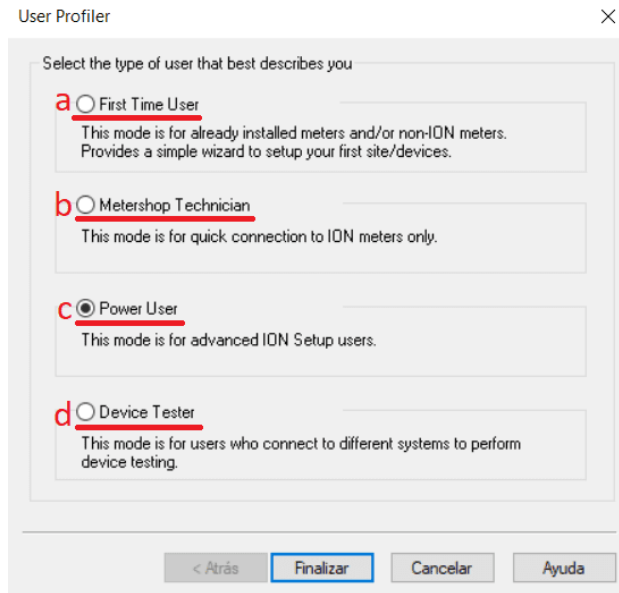 User Profiler
Select the type of user that best describes you
a First Time User
This mode is for already installed meters and/or non-ION meters.
Provides a simple wizard to setup your first site/devices.
b Metershop Technician
This mode is for quick connection to ION meters only.
c Power User
This mode is for advanced ION Setup users.
d Device Tester
This mode is for users who connect to different systems to perform
device testing.
< Atrás Finalizar Cancelar Ayuda